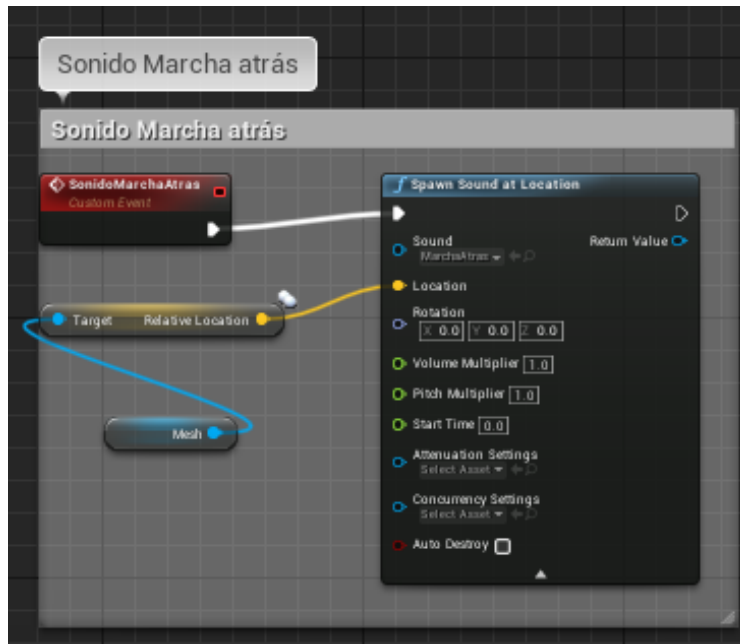 Sonido Marcha atrás
Sonido Marcha atrás
SonidoMarchaAtras
Custom Event
Target Relative Location
Mesh
f Spawn Sound at Location
Sound
MarchaAtras
Return Value
Location
Rotation
X 0.0 Y 0.0 Z 0.0
Volume Multiplier 1.0
Pitch Multiplier 1.0
Start Time 0.0
Attenuation Settings
Select Asset
Concurrency Settings
Select Asset
Auto Destroy